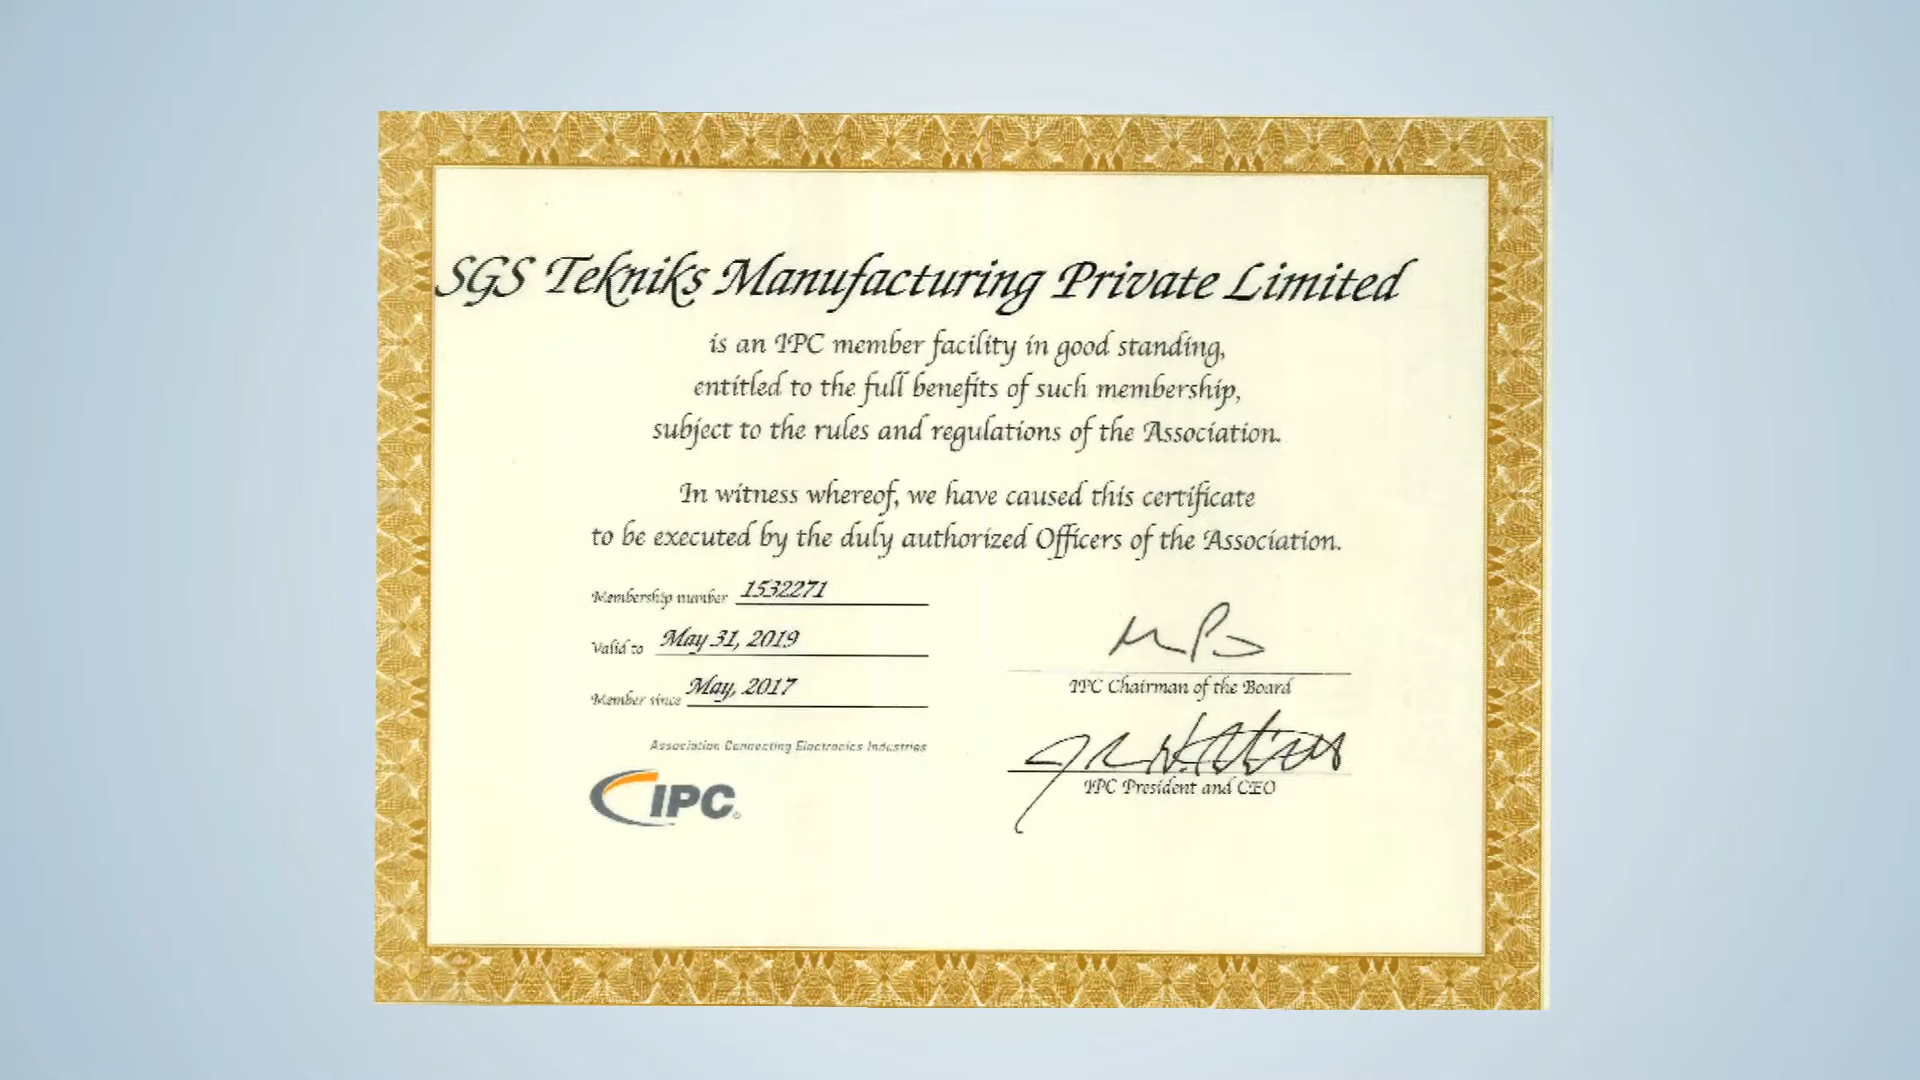 SGS Tekniks Manufacturing Private Limited
is an IPC member facility in good standing,
entitled to the full benefits of such membership,
subject to the rules and regulations of the Association.
In witness whereof, we have caused this certificate
to be executed by the duly authorized Officers of the Association.
Membership number 1532271
Valid to May 31, 2019
Member since May, 2017
IPC Chairman of the Board
IPC President and CEO
Association Connecting Electronics Industries
IPC